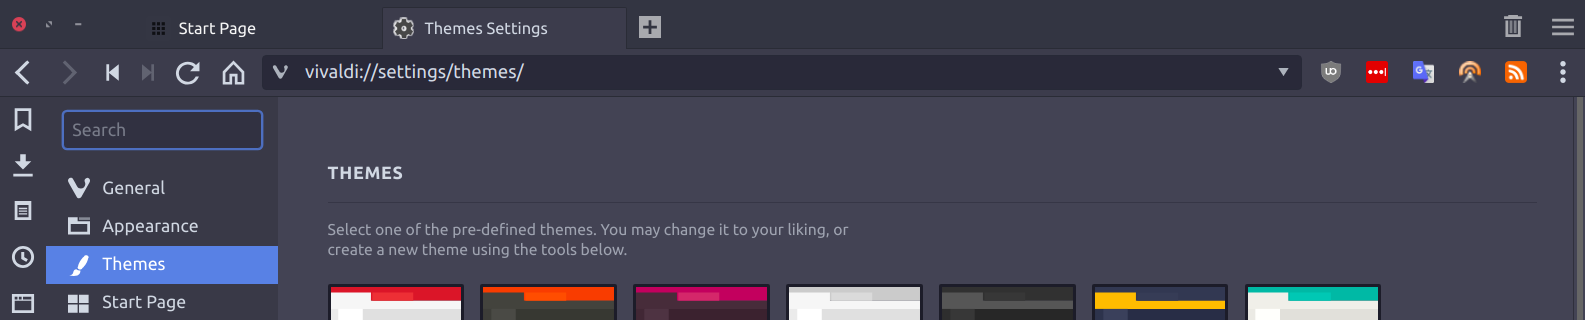 Start Page
Themes Settings
vivaldi://settings/themes/
Search
General
Appearance
Themes
Start Page
THEMES
Select one of the pre-defined themes. You may change it to your liking, or
create a new theme using the tools below.